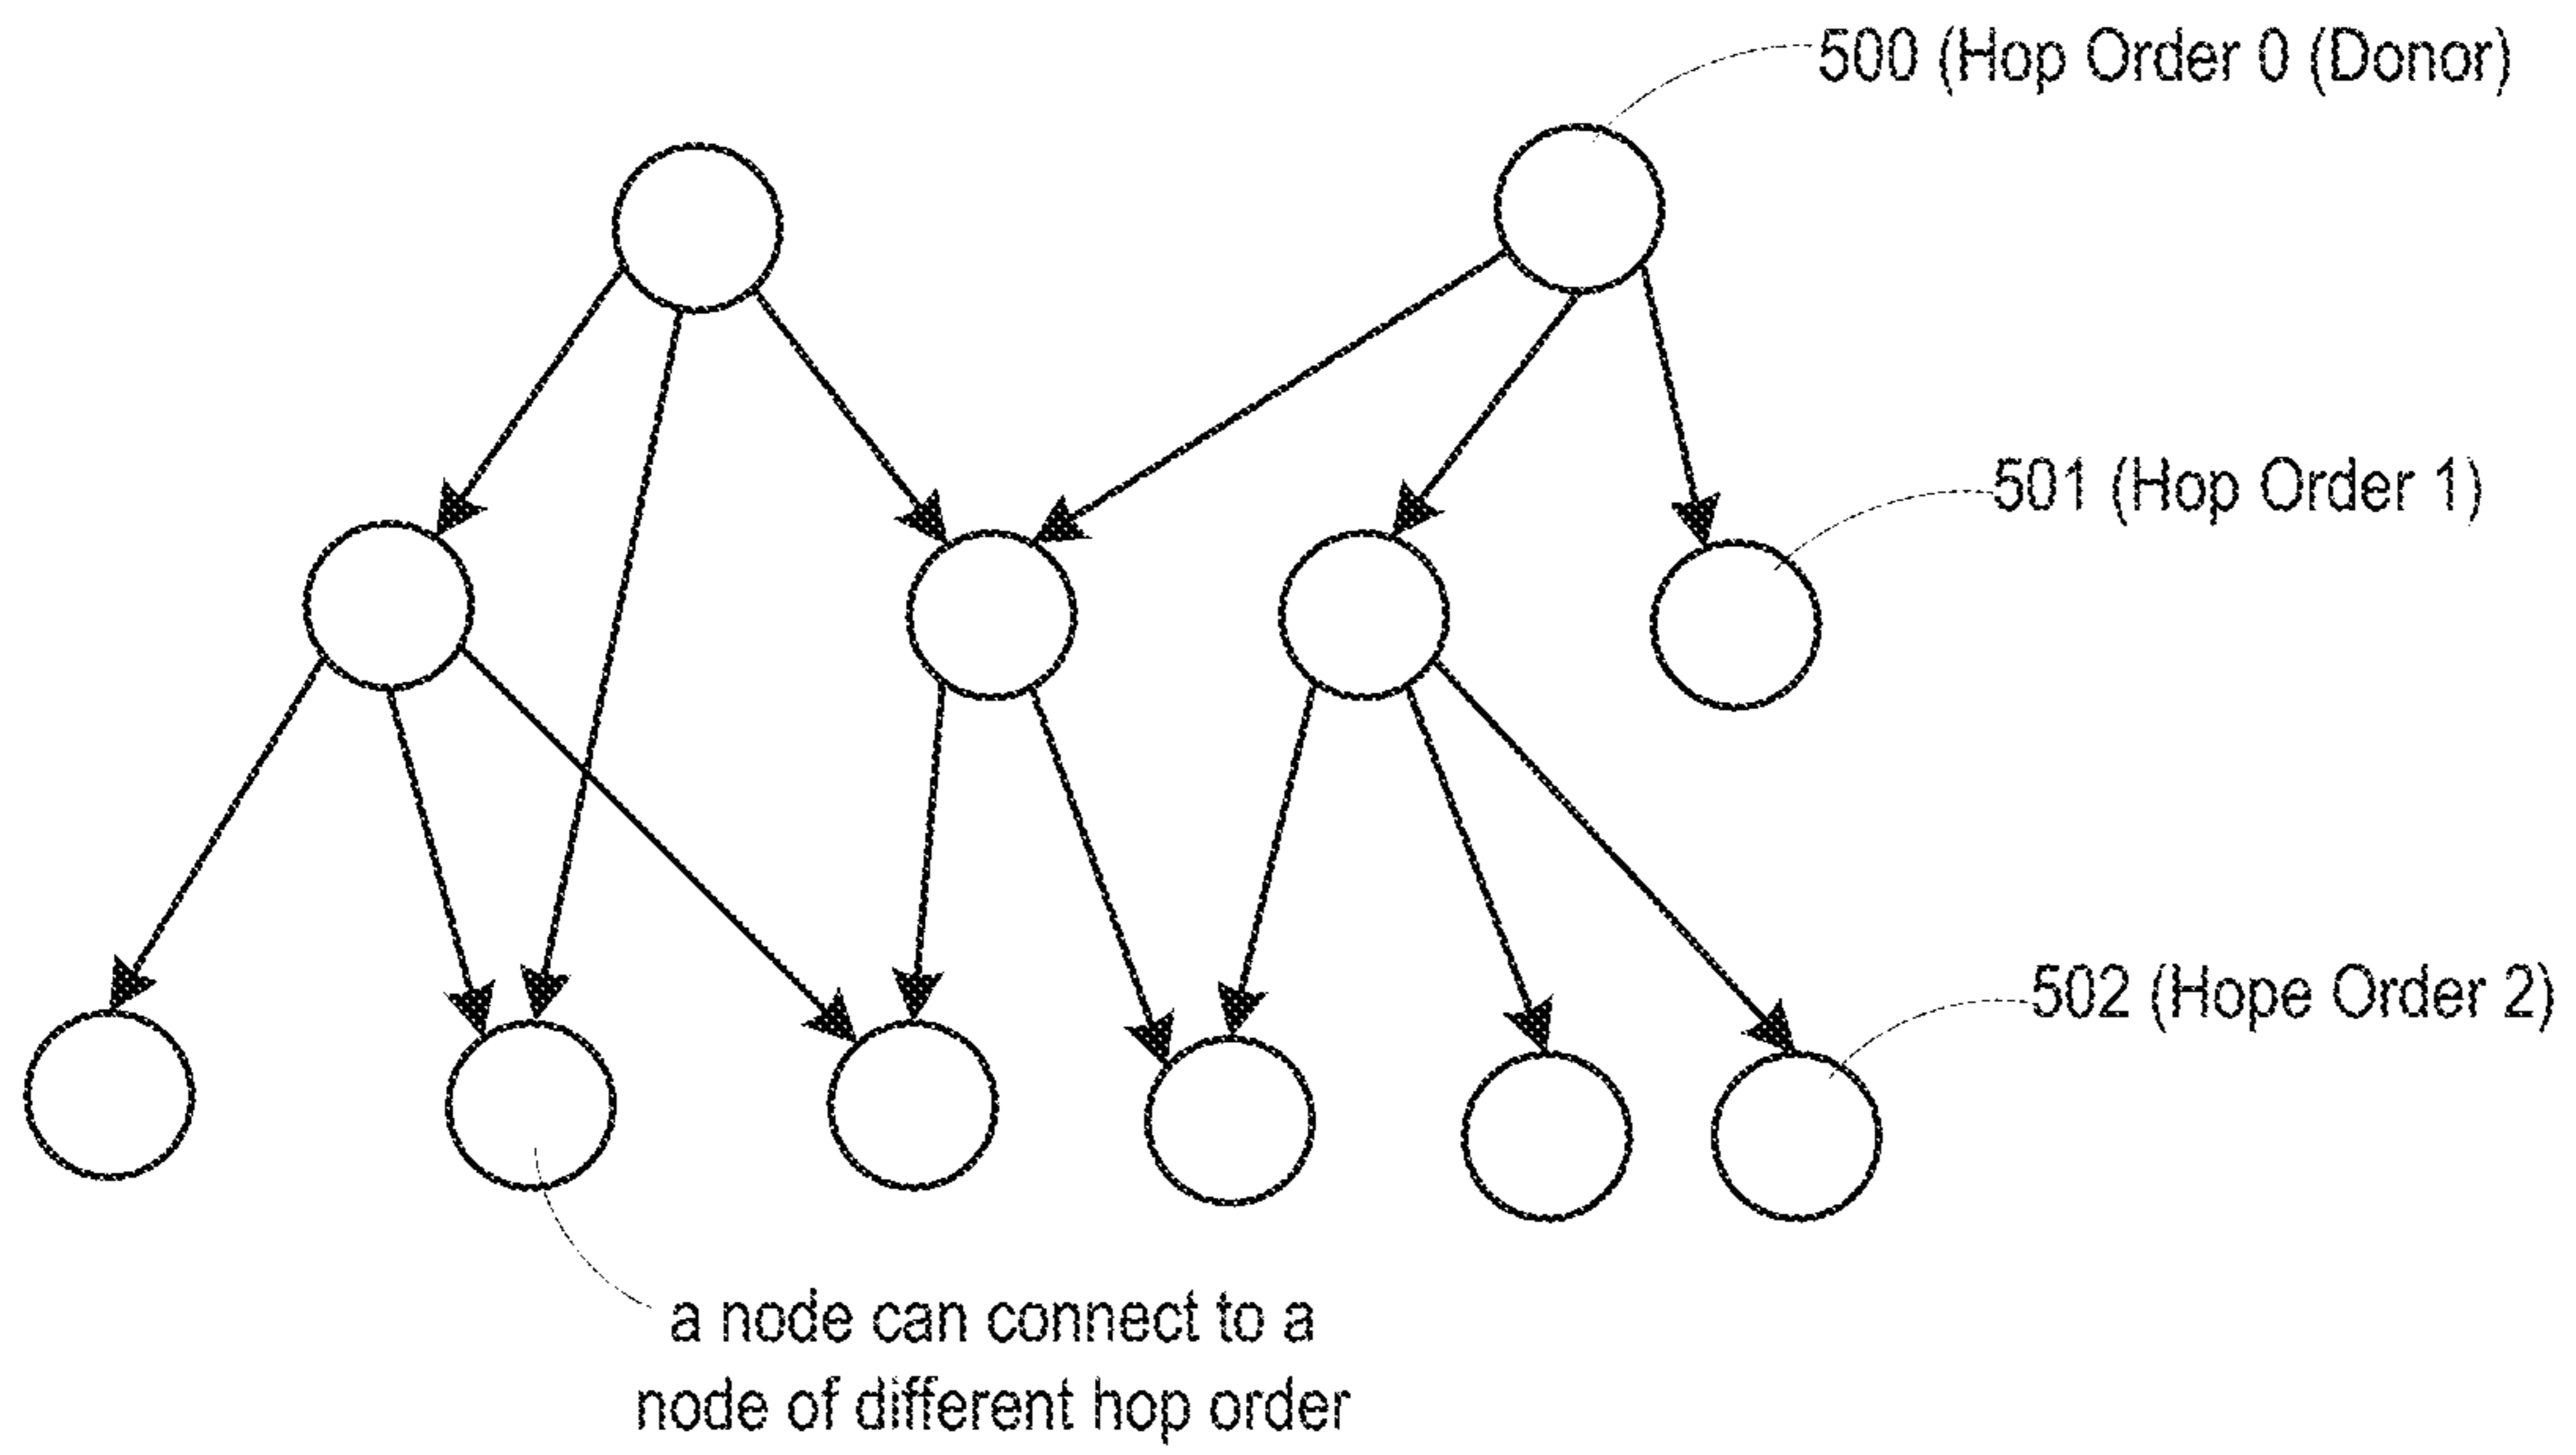 500 (Hop Order 0 (Donor)
501 (Hop Order 1)
502 (Hope Order 2)
a node can connect to a
node of different hop order